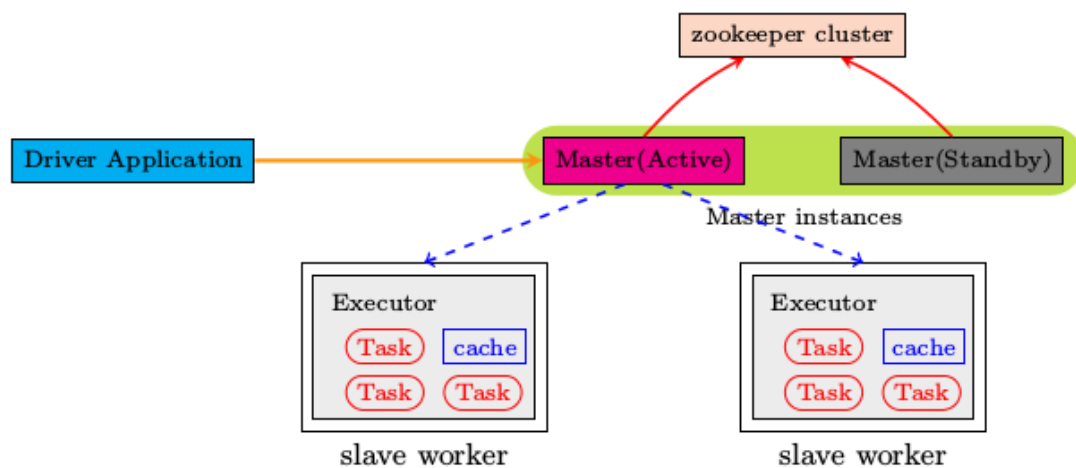 zookeeper cluster
Driver Application
Master(Active)
Master(Standby)
Master instances
Executor
Task
cache
Task
Task
slave worker
Executor
Task
cache
Task
Task
slave worker